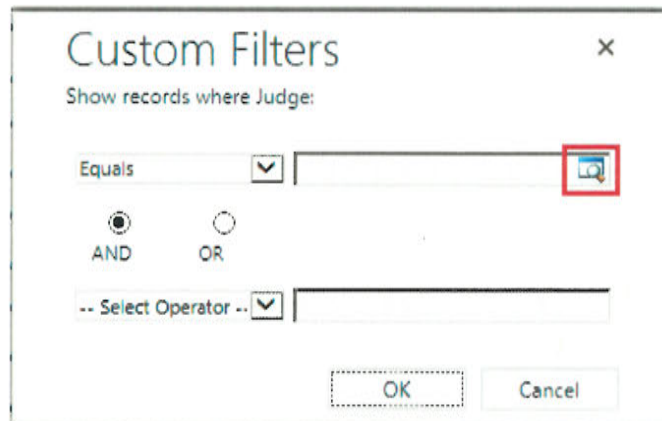 Custom Filters
Show records where Judge:
Equals
AND OR
-- Select Operator --
OK Cancel